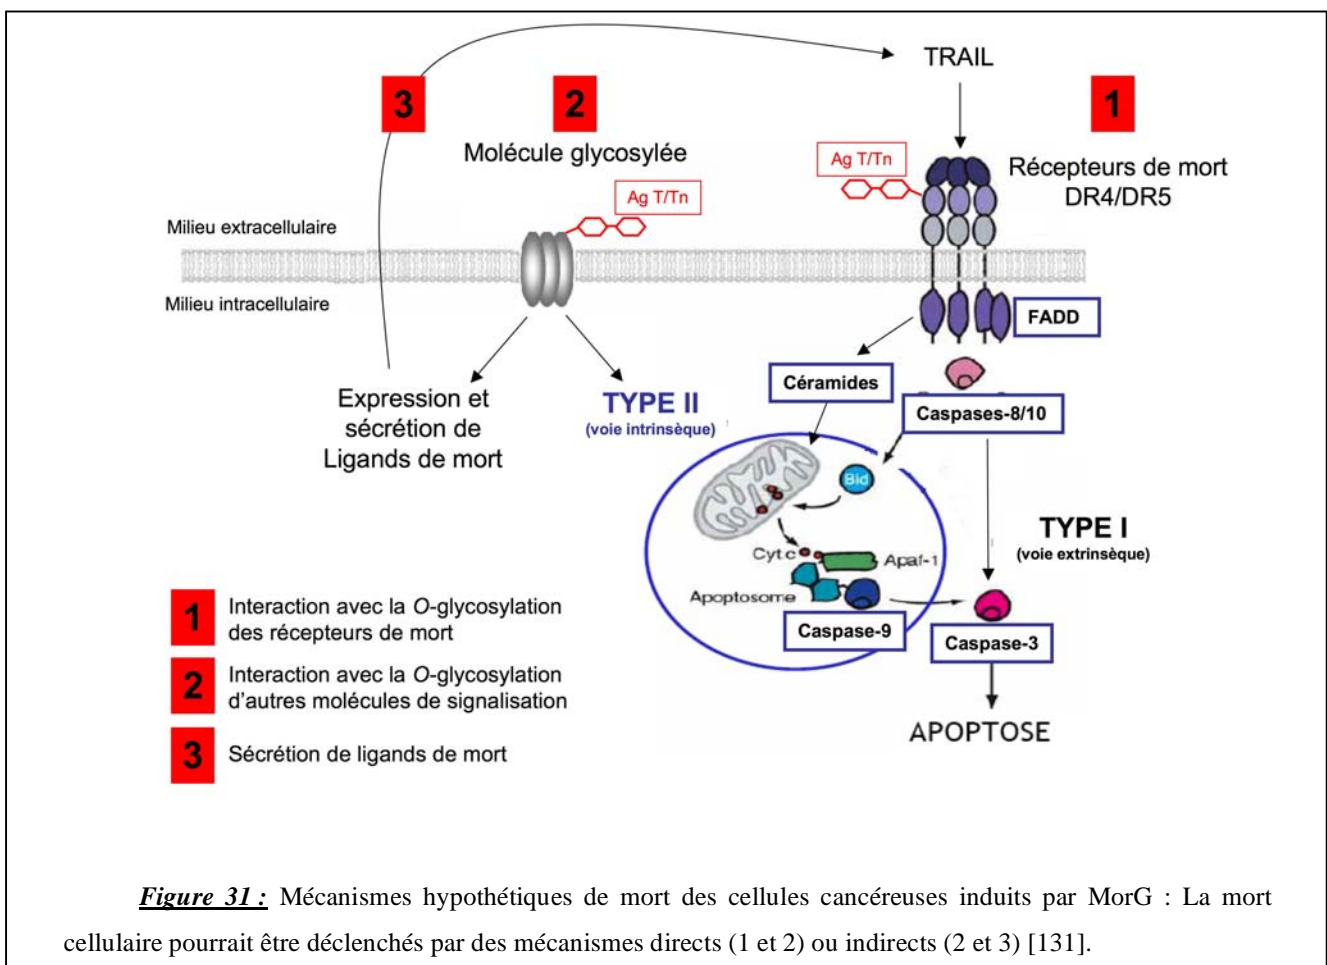 TRAIL
3
2
1
Molécule glycosylée
Ag T/Tn
Ag T/Tn
Récepteurs de mort
DR4/DR5
Milieu extracellulaire
Milieu intracellulaire
FADD
Céramides
Caspases-8/10
Expression et
sécrétion de
Ligands de mort
TYPE II
(voie intrinsèque)
Bid
TYPE I
(voie extrinsèque)
Cyt c
Apaf-1
Apoptosome
Caspase-9
Caspase-3
APOPTOSE
1 Interaction avec la O-glycosylation
des récepteurs de mort
2 Interaction avec la O-glycosylation
d'autres molécules de signalisation
3 Sécrétion de ligands de mort
Figure 31 : Mécanismes hypothétiques de mort des cellules cancéreuses induits par MorG : La mort
cellulaire pourrait être déclenchés par des mécanismes directs (1 et 2) ou indirects (2 et 3) [131].